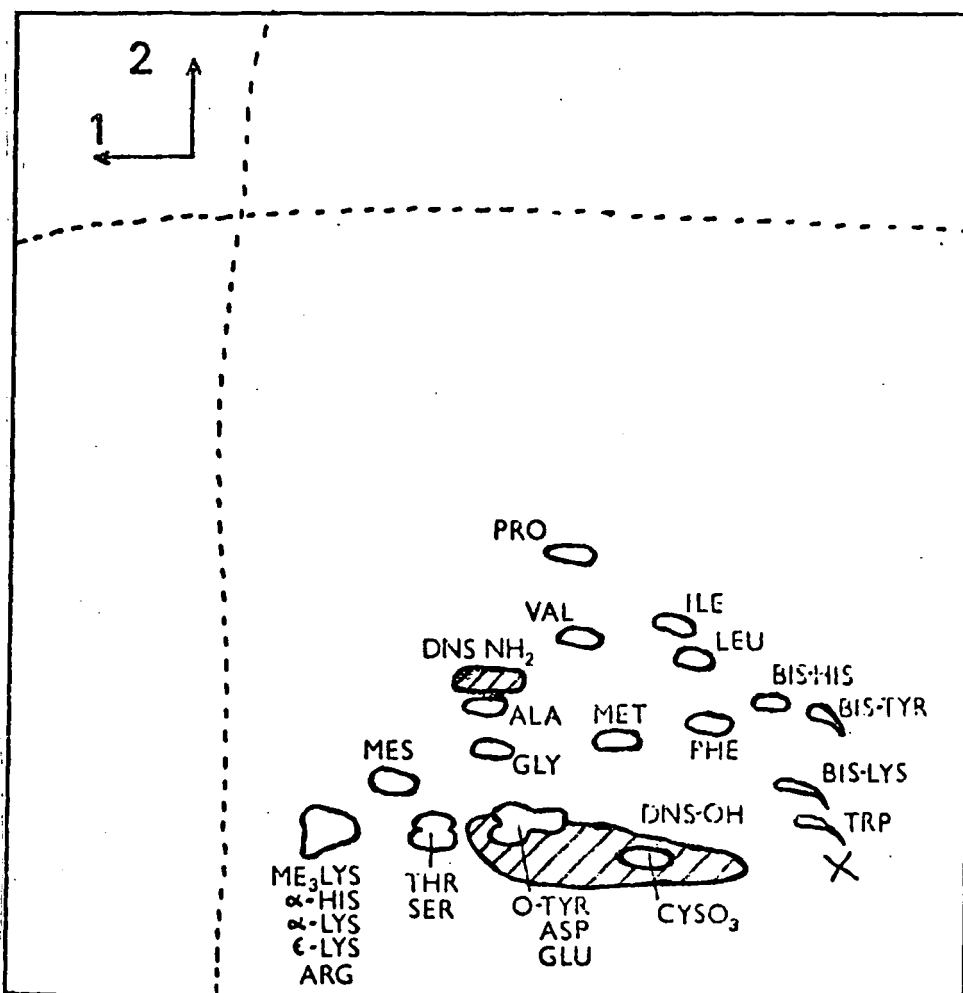 2
1
PRO
VAL
ILE
LEU
DNS NH₂
BIS-HIS
ALA
MET
PHE
BIS-TYR
MES
GLY
BIS-LYS
DNS-OH
TRP
X
ME₃LYS
α-HIS
α-LYS
ε-LYS
ARG
THR
SER
O-TYR
ASP
GLU
CYSO₃